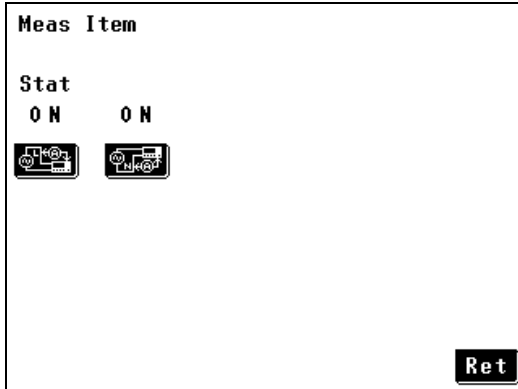 Meas Item
Stat
ON ON
L A
N A
Ret